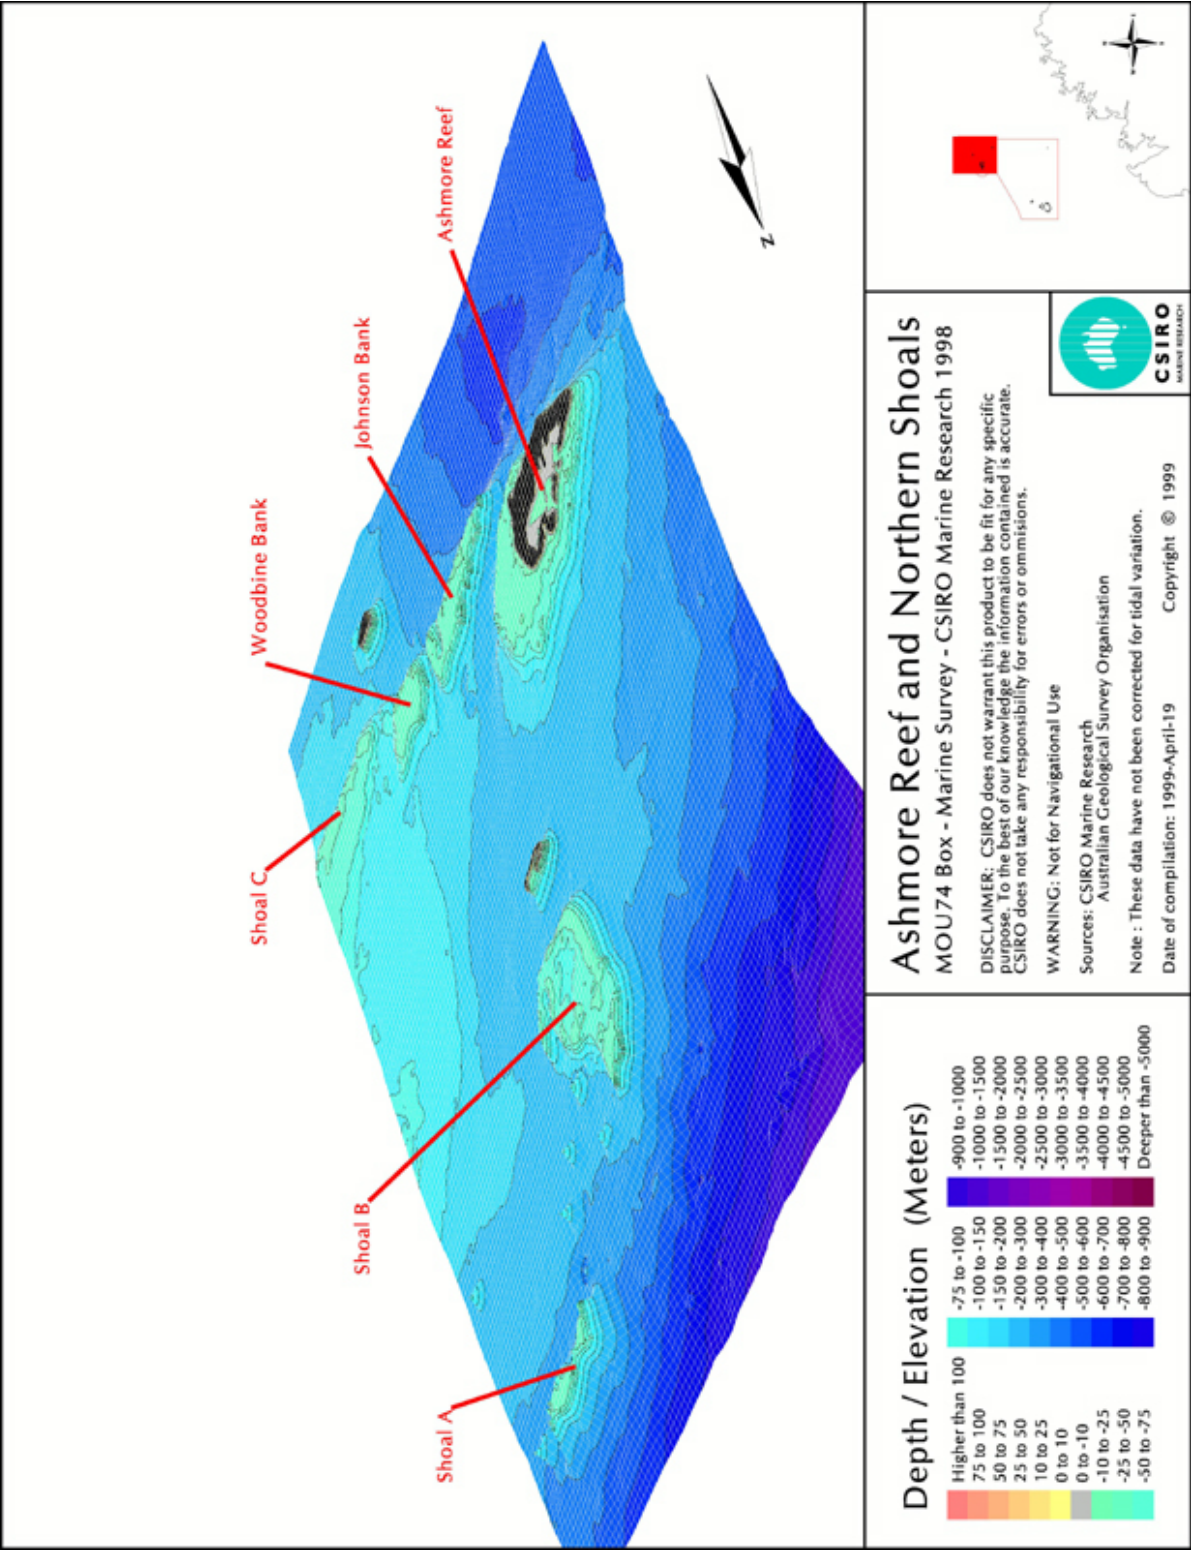 Shoal A
Shoal B
Shoal C
Woodbine Bank
Johnson Bank
Ashmore Reef
Z
Depth / Elevation (Meters)
Higher than 100
75 to 100
50 to 75
25 to 50
10 to 25
0 to 10
0 to -10
-10 to -25
-25 to -50
-50 to -75
-75 to -100
-100 to -150
-150 to -200
-200 to -300
-300 to -400
-400 to -500
-500 to -600
-600 to -700
-700 to -800
-800 to -900
-900 to -1000
-1000 to -1500
-1500 to -2000
-2000 to -2500
-2500 to -3000
-3000 to -3500
-3500 to -4000
-4000 to -4500
-4500 to -5000
Deeper than -5000
Ashmore Reef and Northern Shoals
MOU74 Box - Marine Survey - CSIRO Marine Research 1998
DISCLAIMER: CSIRO does not warrant this product to be fit for any specific
purpose. To the best of our knowledge the information contained is accurate.
CSIRO does not take any responsibility for errors or ommisions.
WARNING: Not for Navigational Use
Sources: CSIRO Marine Research
Australian Geological Survey Organisation
Note : These data have not been corrected for tidal variation.
Date of compilation: 1999-April-19 Copyright © 1999
CSIRO
MARINE RESEARCH